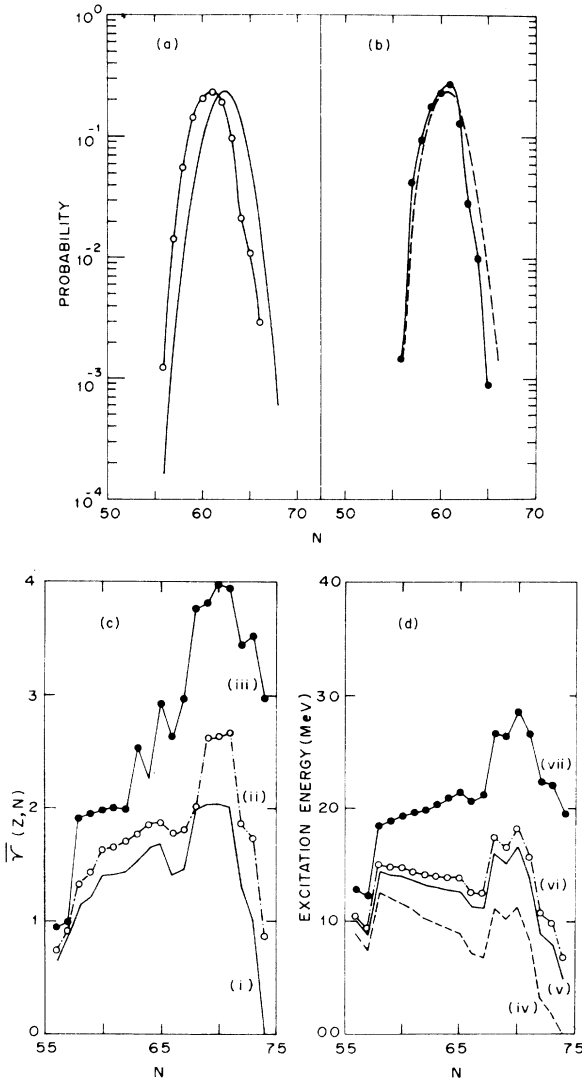 10⁰
10⁻¹
10⁻²
10⁻³
10⁻⁴
PROBABILITY
(a)
(b)
50
60
70
50
60
70
N
4
3
2
1
0
γ̅ (Z,N)
(c)
(iii)
(ii)
(i)
55
65
75
N
40
30
20
10
00
EXCITATION ENERGY (MeV)
(d)
(vii)
(vi)
(v)
(iv)
55
65
75
N